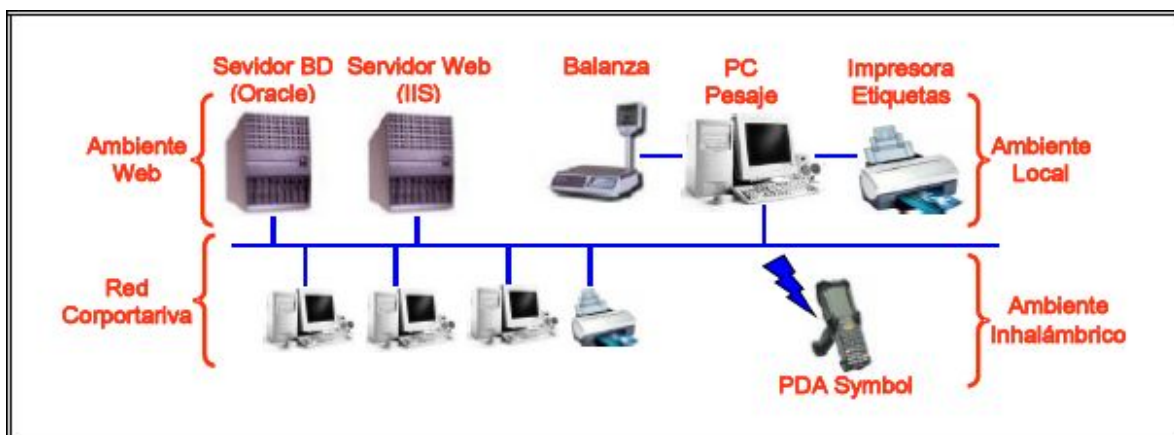 Sevidor BD
(Oracle)
Servidor Web
(IIS)
Balanza
PC
Pesaje
Impresora
Etiquetas
Ambiente
Web
Ambiente
Local
Red
Corportariva
Ambiente
Inhalámbrico
PDA Symbol